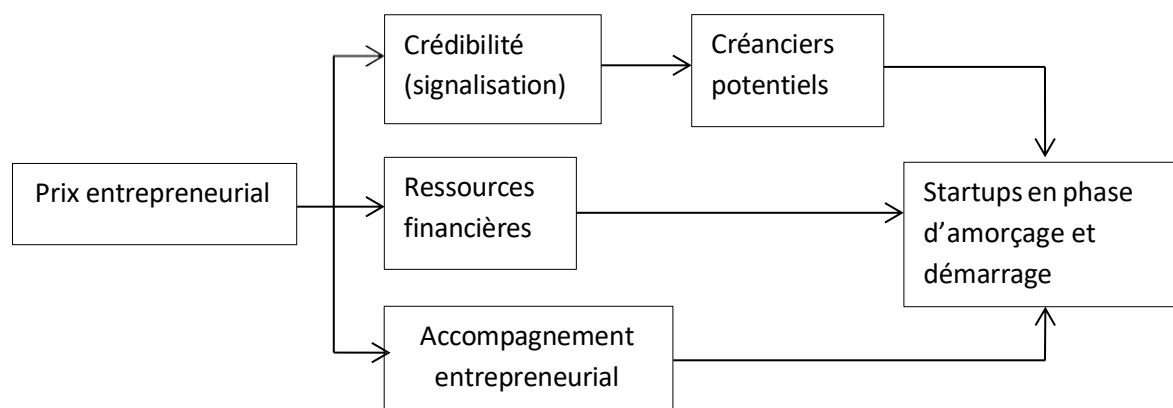 Crédibilité
(signalisation)
Créanciers
potentiels
Prix entrepreneurial
Ressources
financières
Startups en phase
d’amorçage et
démarrage
Accompagnement
entrepreneurial